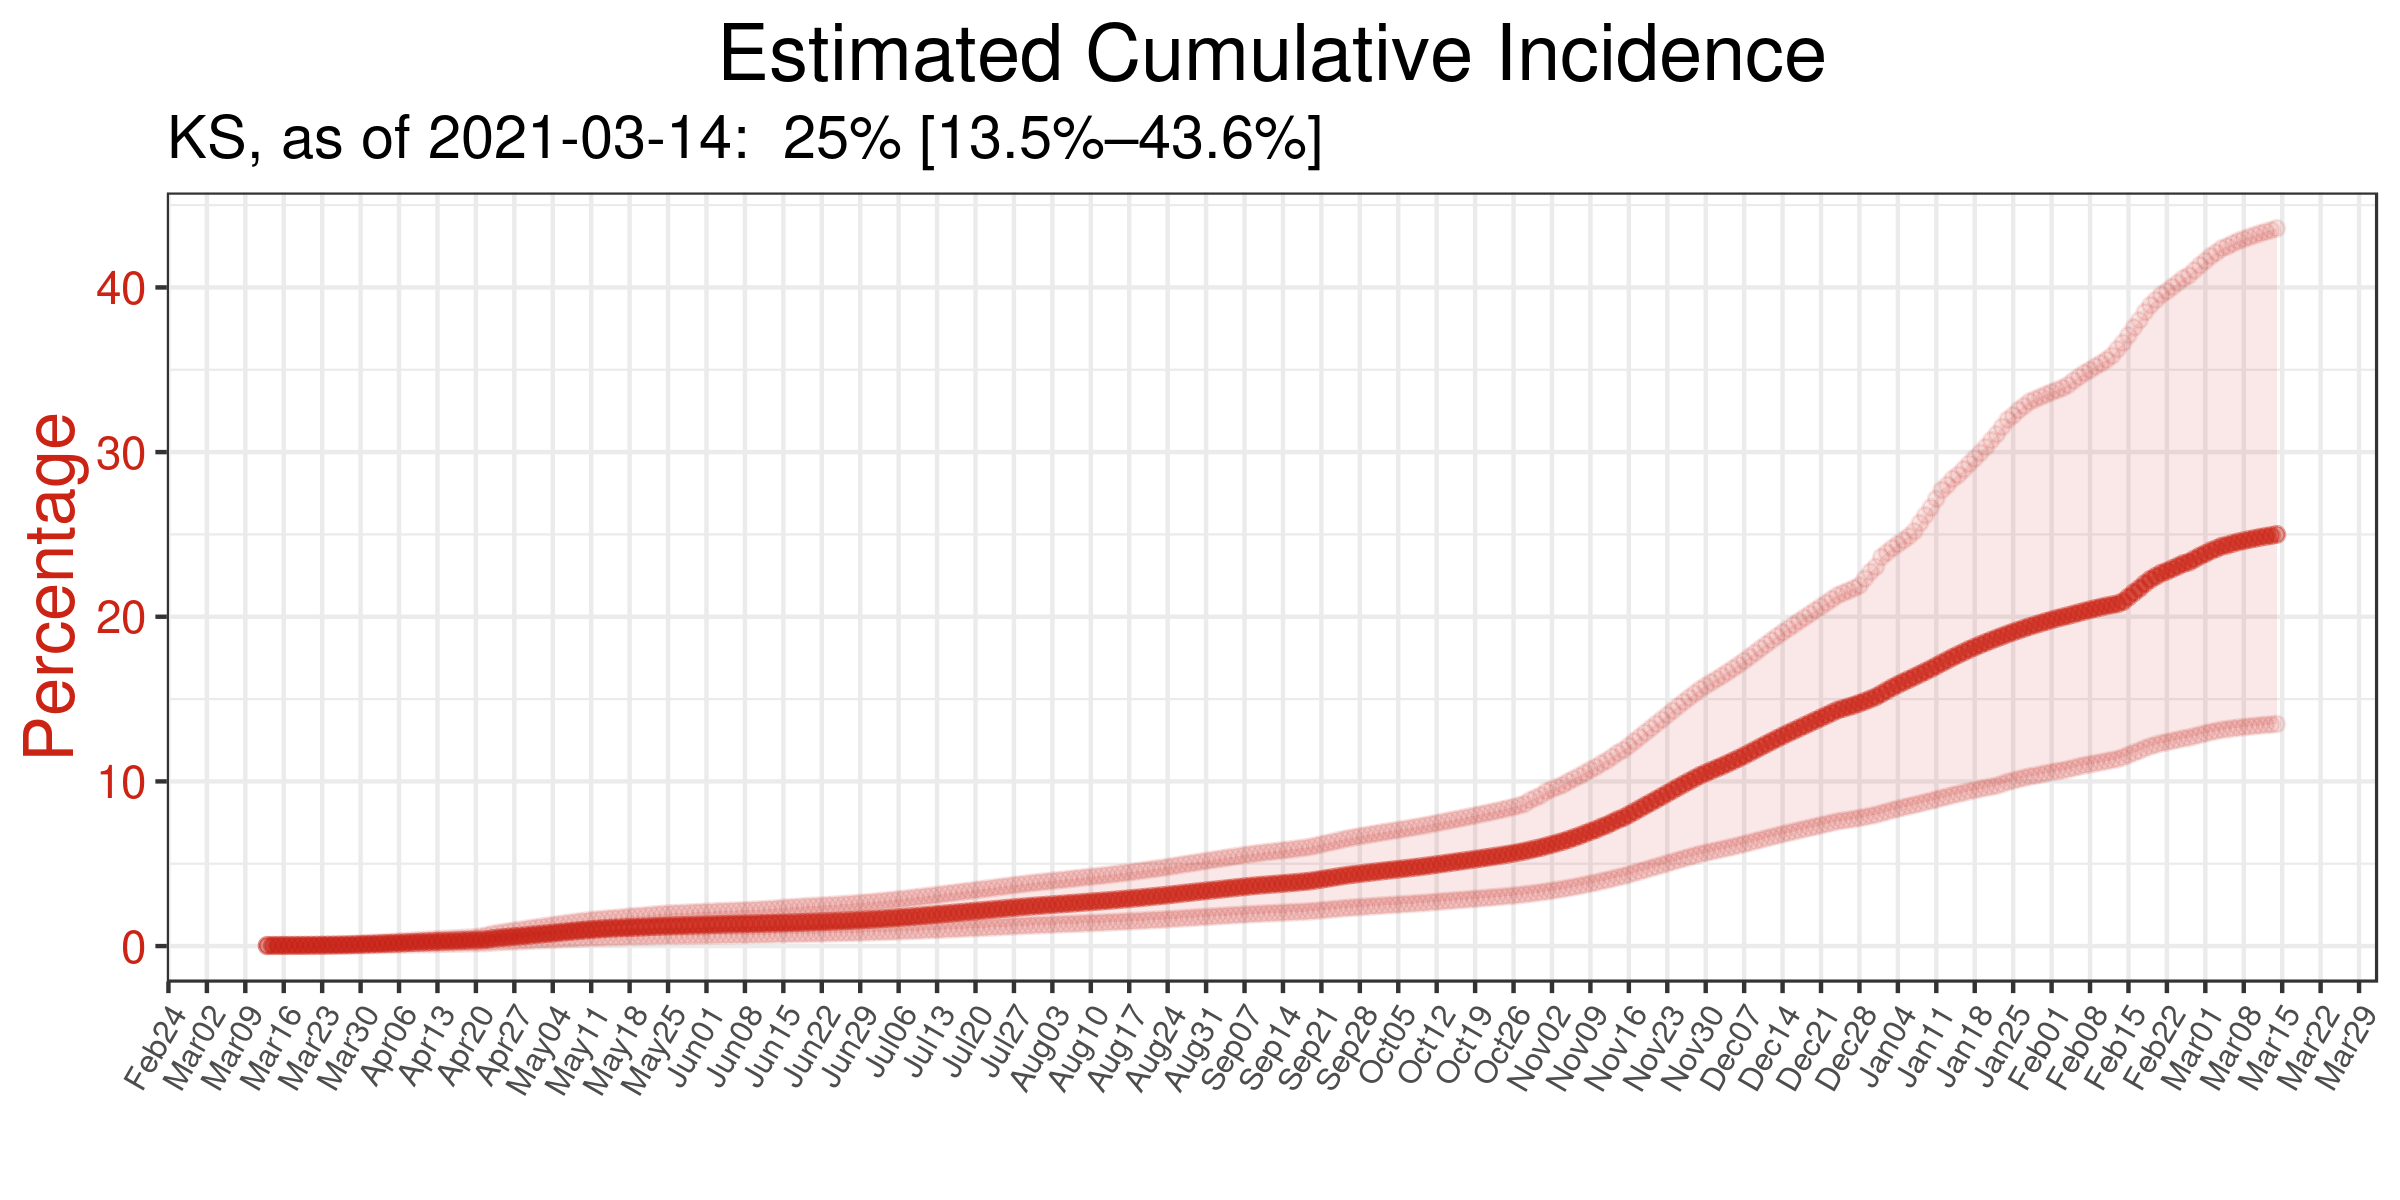 Estimated Cumulative Incidence
KS, as of 2021-03-14:  25% [13.5%–43.6%]
Percentage
40
30
20
10
0
Feb24
Mar02
Mar09
Mar16
Mar23
Mar30
Apr06
Apr13
Apr20
Apr27
May04
May11
May18
May25
Jun01
Jun08
Jun15
Jun22
Jun29
Jul06
Jul13
Jul20
Jul27
Aug03
Aug10
Aug17
Aug24
Aug31
Sep07
Sep14
Sep21
Sep28
Oct05
Oct12
Oct19
Oct26
Nov02
Nov09
Nov16
Nov23
Nov30
Dec07
Dec14
Dec21
Dec28
Jan04
Jan11
Jan18
Jan25
Feb01
Feb08
Feb15
Feb22
Mar01
Mar08
Mar15
Mar22
Mar29